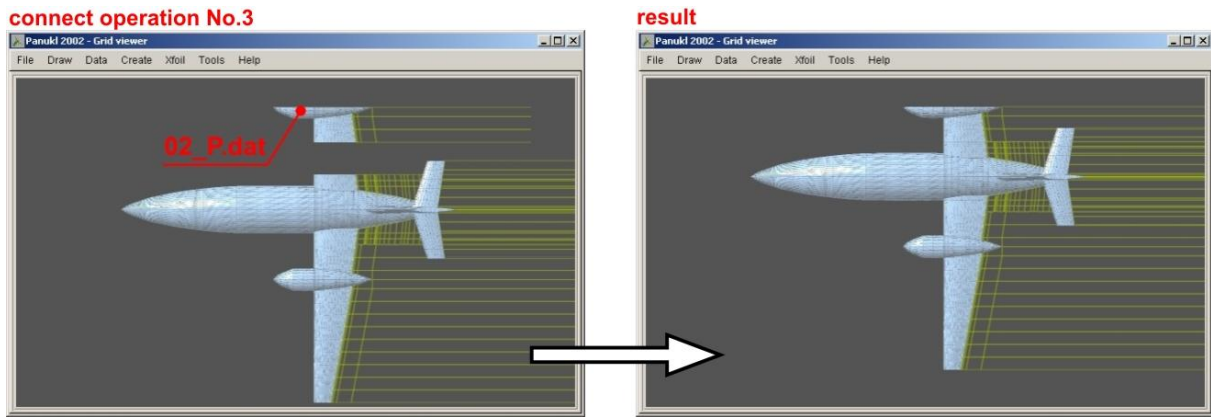 connect operation No.3
Panukl 2002 - Grid viewer
File Draw Data Create Xfoil Tools Help
02_P.dat
result
Panukl 2002 - Grid viewer
File Draw Data Create Xfoil Tools Help